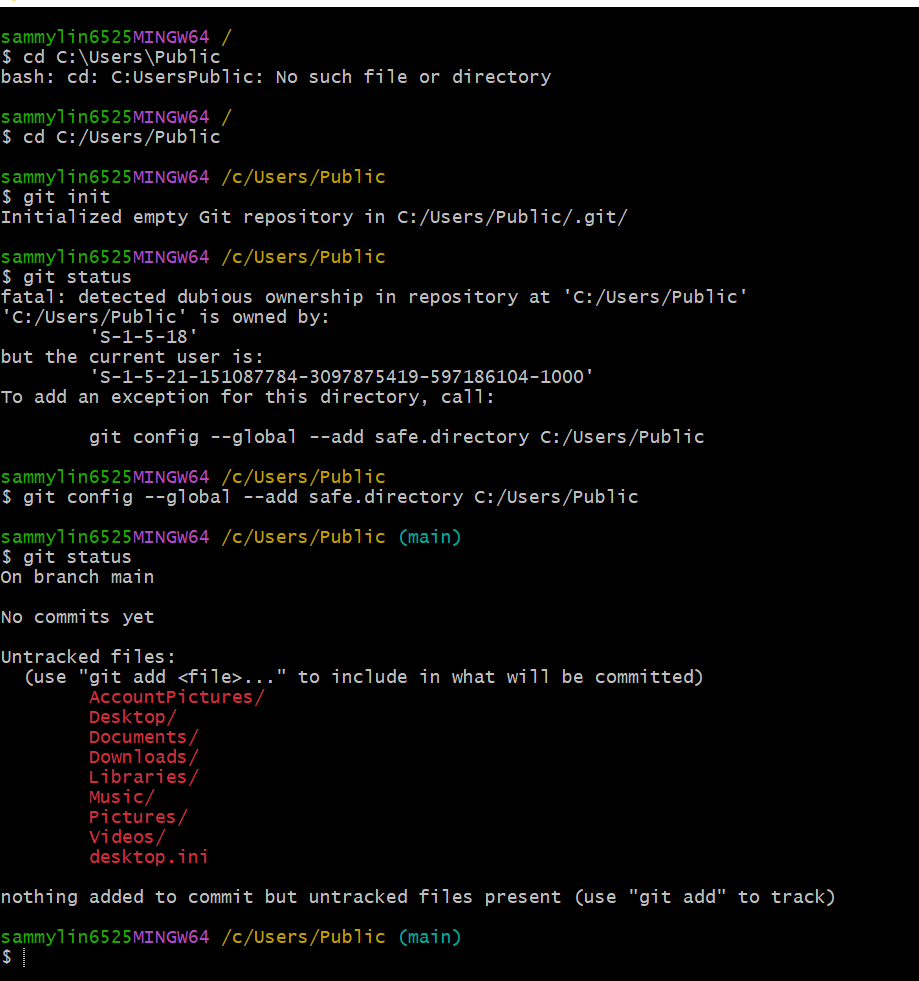 sammylin6525MINGW64 /
$ cd C:\Users\Public
bash: cd: C:UsersPublic: No such file or directory
sammylin6525MINGW64 /
$ cd C:/Users/Public
sammylin6525MINGW64 /c/Users/Public
$ git init
Initialized empty Git repository in C:/Users/Public/.git/
sammylin6525MINGW64 /c/Users/Public
$ git status
fatal: detected dubious ownership in repository at 'C:/Users/Public'
'C:/Users/Public' is owned by:
'S-1-5-18'
but the current user is:
'S-1-5-21-151087784-3097875419-597186104-1000'
To add an exception for this directory, call:
git config --global --add safe.directory C:/Users/Public
sammylin6525MINGW64 /c/Users/Public
$ git config --global --add safe.directory C:/Users/Public
sammylin6525MINGW64 /c/Users/Public (main)
$ git status
On branch main
No commits yet
Untracked files:
(use "git add <file>..." to include in what will be committed)
AccountPictures/
Desktop/
Documents/
Downloads/
Libraries/
Music/
Pictures/
Videos/
desktop.ini
nothing added to commit but untracked files present (use "git add" to track)
sammylin6525MINGW64 /c/Users/Public (main)
$